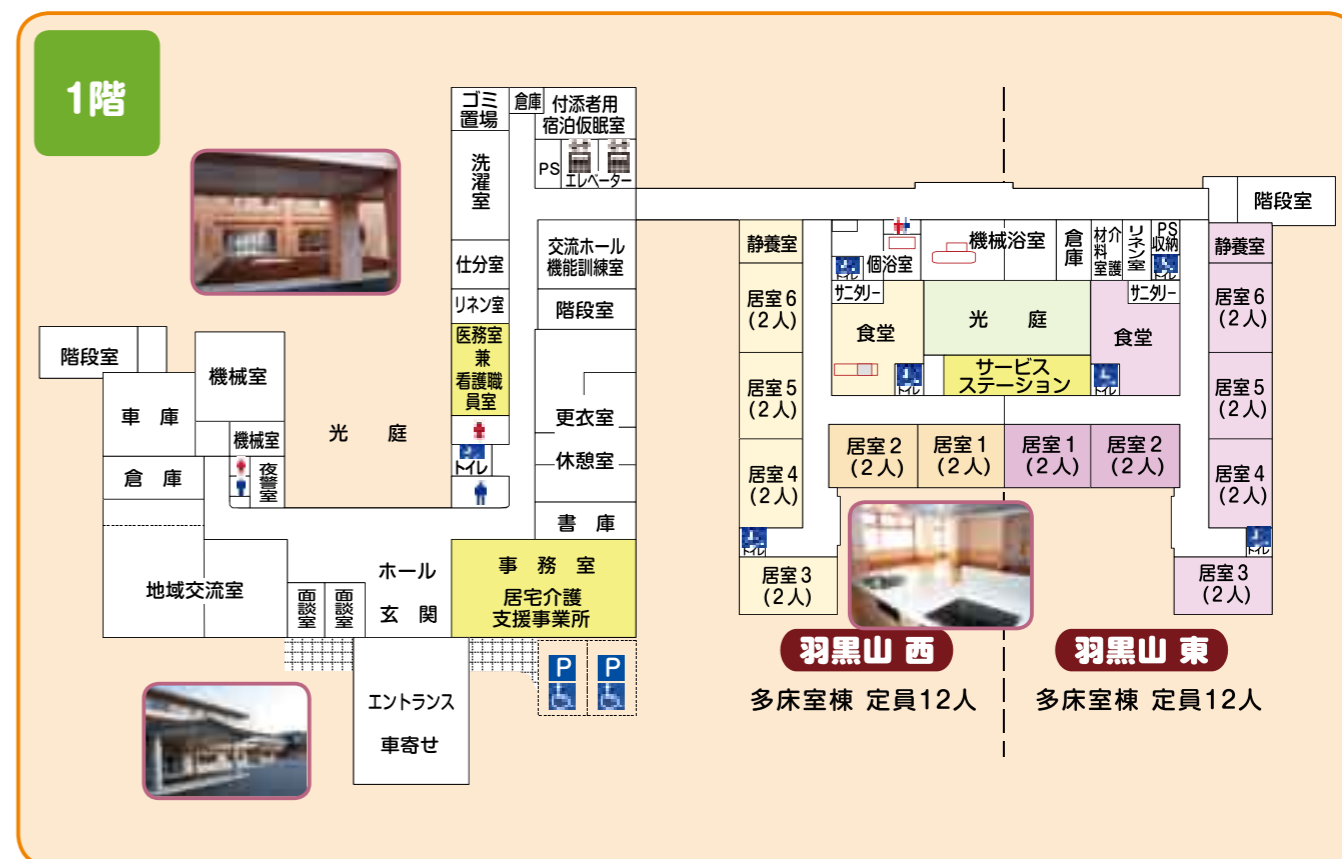 1階
ゴミ
置場
倉庫
付添者用
宿泊仮眠室
PS
エレベーター
洗濯室
仕分室
リネン室
医務室
兼
看護職
員室
トイレ
交流ホール
機能訓練室
階段室
更衣室
休憩室
書 庫
階段室
機械室
車 庫
機械室
倉 庫
夜警室
光 庭
地域交流室
面談室
面談室
ホール
玄 関
事 務 室
居宅介護
支援事業所
エントランス
車寄せ
P
P
静養室
居室6
(2人)
居室5
(2人)
居室4
(2人)
トイレ
居室3
(2人)
個浴室
トイレ
サニタリー
食堂
トイレ
機械浴室
倉庫
介護
材料室
リネン室
PS
収納
トイレ
サニタリー
光 庭
サービス
ステーション
食堂
トイレ
居室2
(2人)
居室1
(2人)
居室1
(2人)
居室2
(2人)
階段室
静養室
居室6
(2人)
居室5
(2人)
居室4
(2人)
トイレ
居室3
(2人)
羽黒山 西
多床室棟 定員12人
羽黒山 東
多床室棟 定員12人